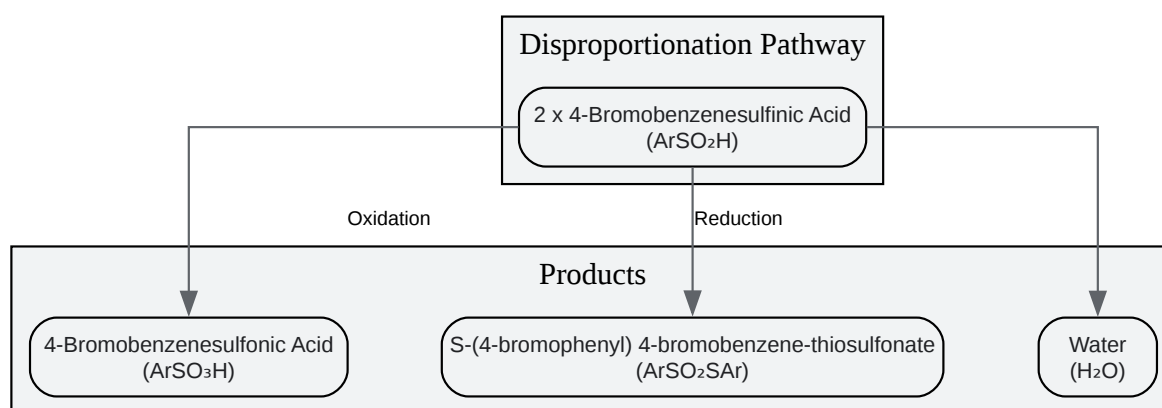 Disproportionation Pathway
2 x 4-Bromobenzenesulfinic Acid
(ArSO₂H)
Oxidation
Reduction
Products
4-Bromobenzenesulfonic Acid
(ArSO₃H)
S-(4-bromophenyl) 4-bromobenzene-thiosulfonate
(ArSO₂SAr)
Water
(H₂O)